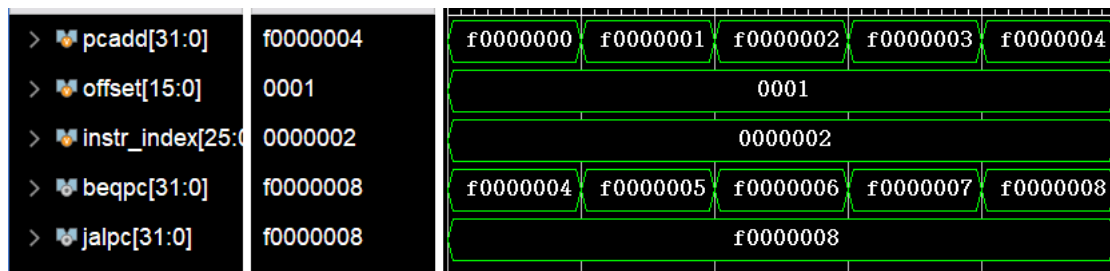 pcadd[31:0] f0000004 f0000000 f0000001 f0000002 f0000003 f0000004
offset[15:0] 0001 0001
instr_index[25:0 0000002 0000002
beqpc[31:0] f0000008 f0000004 f0000005 f0000006 f0000007 f0000008
jalpc[31:0] f0000008 f0000008